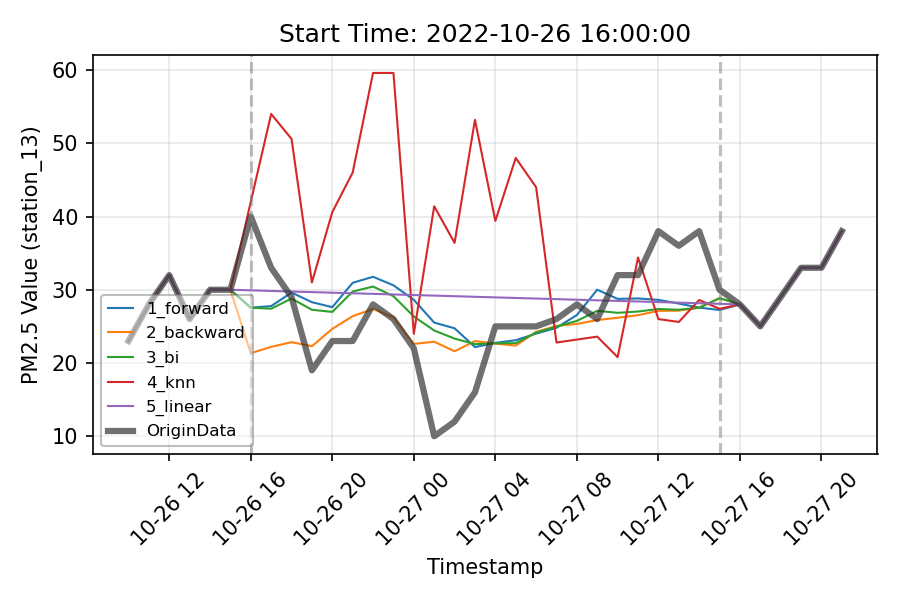 Start Time: 2022-10-26 16:00:00
PM2.5 Value (station_13)
60
50
40
30
20
10
1_forward
2_backward
3_bi
4_knn
5_linear
OriginData
10-26 12
10-26 16
10-26 20
10-27 00
10-27 04
10-27 08
10-27 12
10-27 16
10-27 20
Timestamp